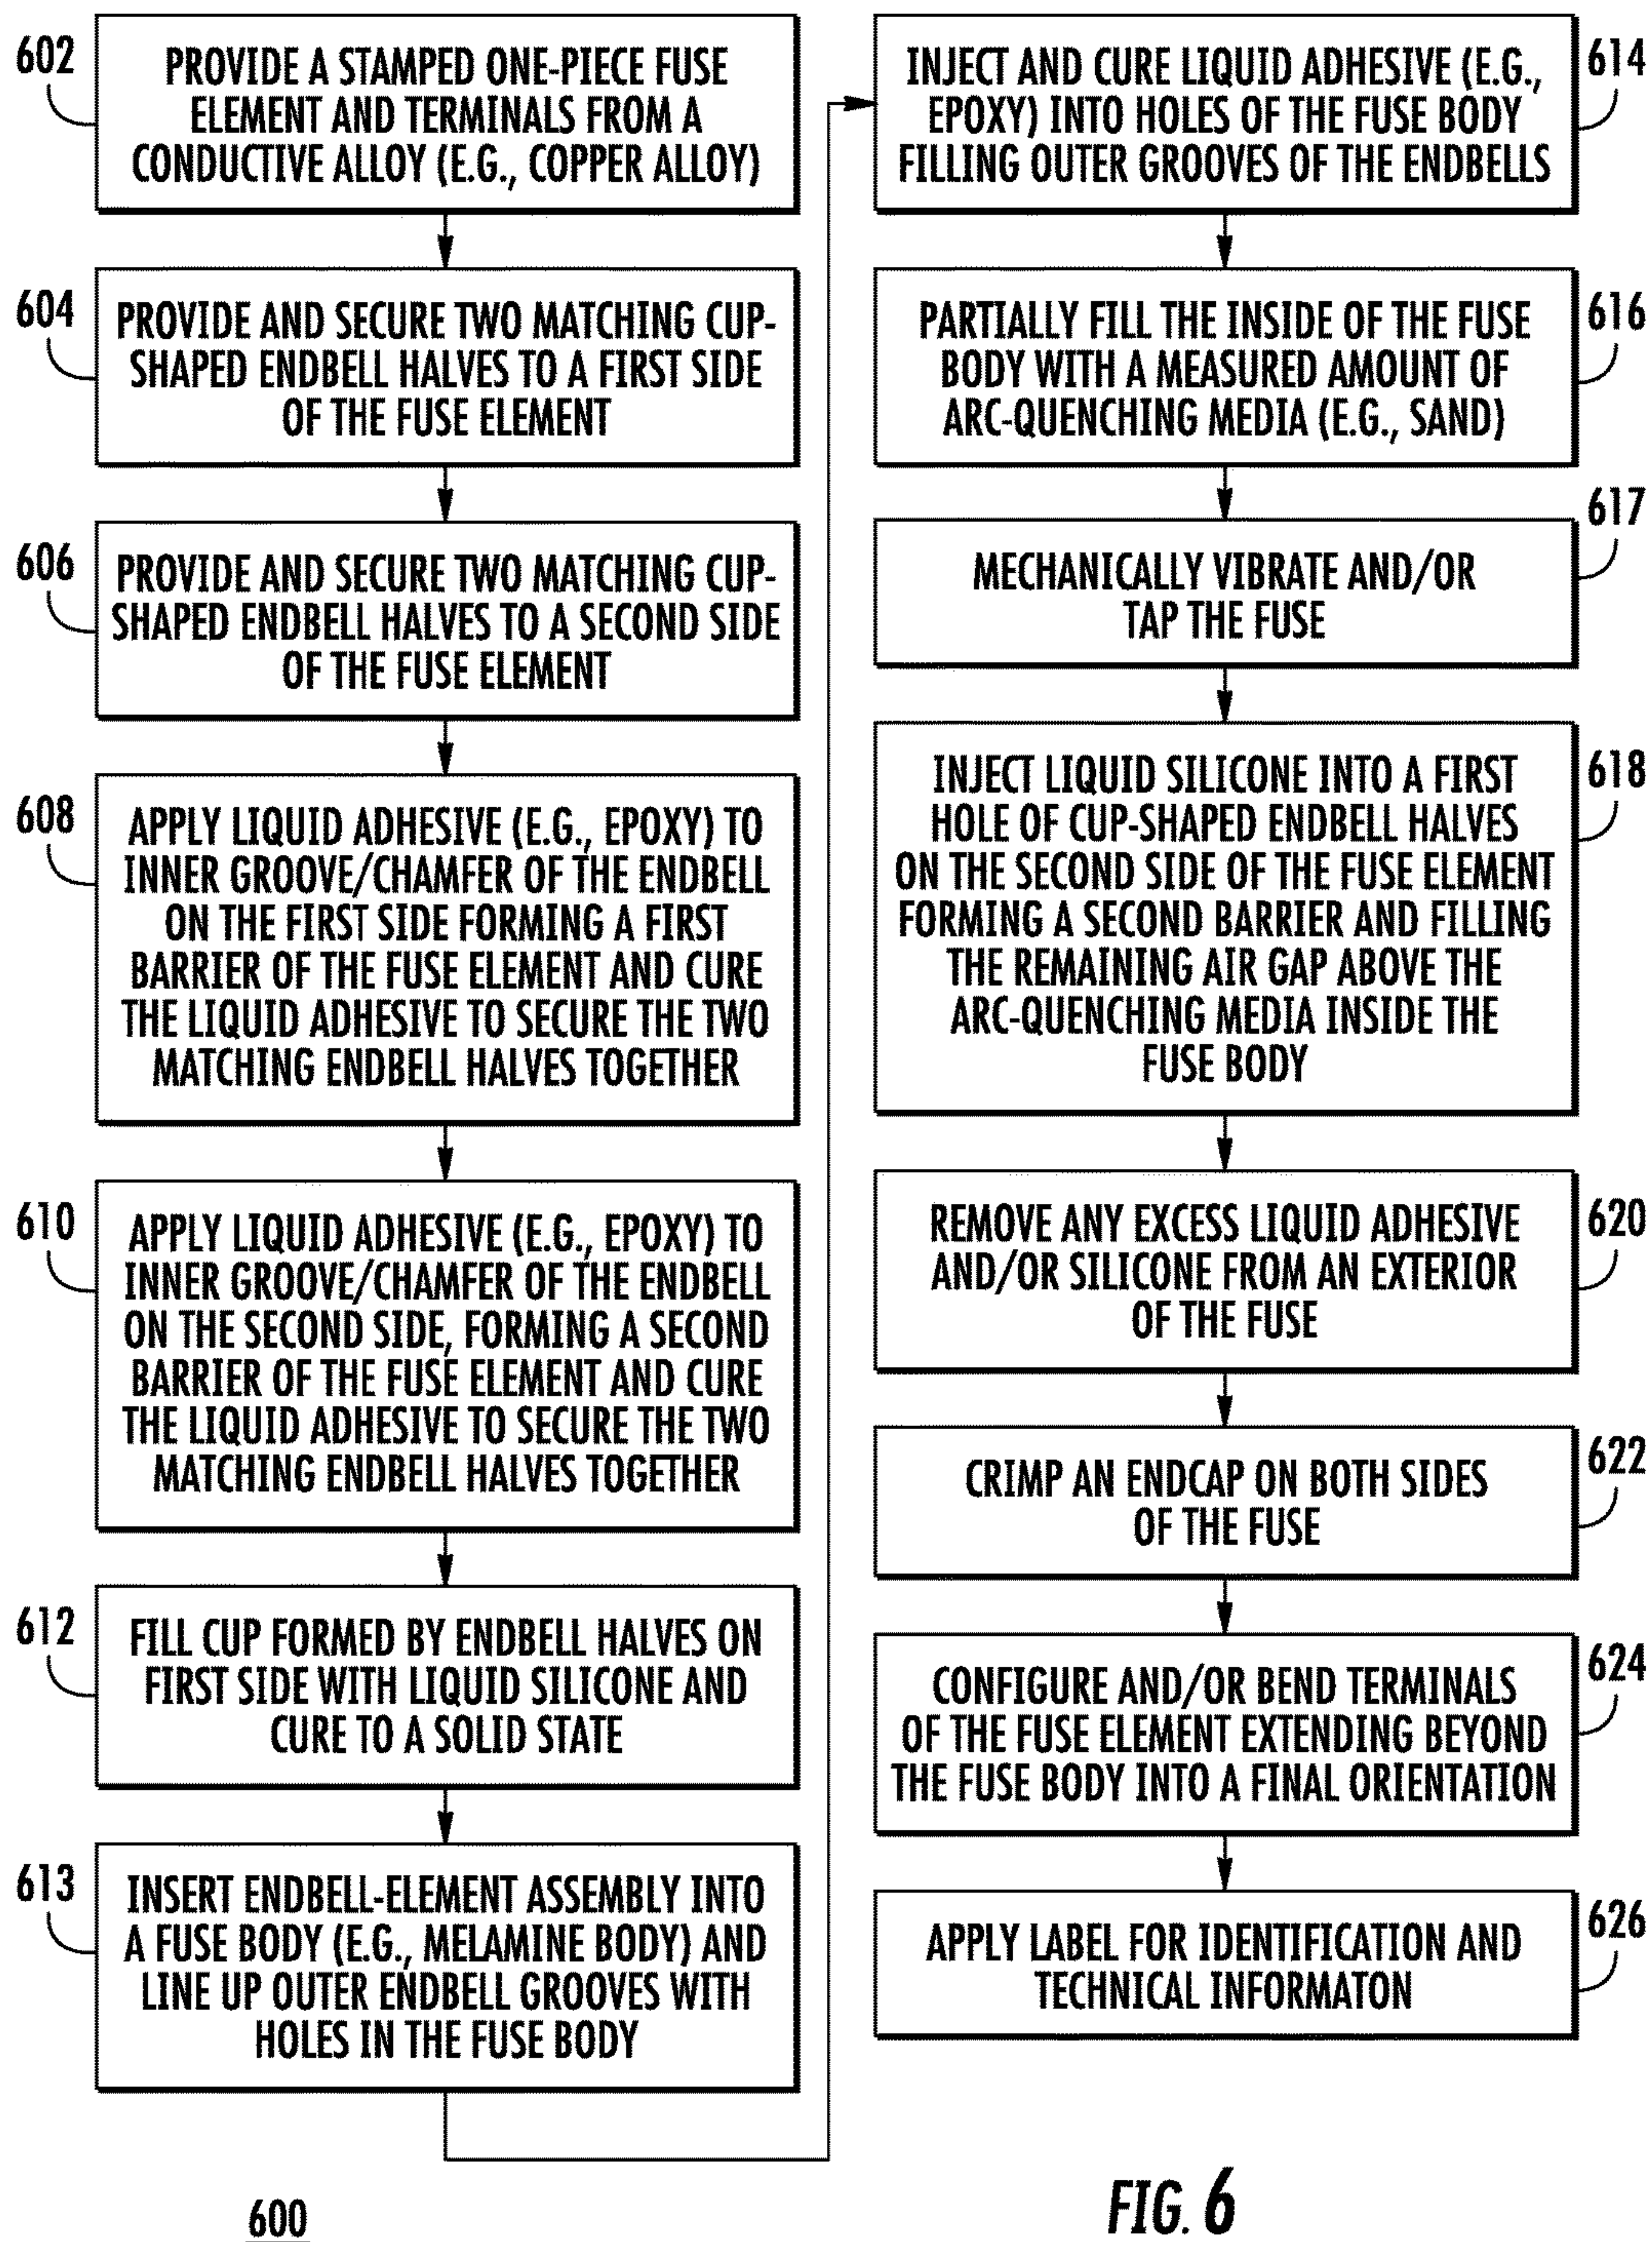 602
PROVIDE A STAMPED ONE-PIECE FUSE
ELEMENT AND TERMINALS FROM A
CONDUCTIVE ALLOY (E.G., COPPER ALLOY)
604
PROVIDE AND SECURE TWO MATCHING CUP-
SHAPED ENDBELL HALVES TO A FIRST SIDE
OF THE FUSE ELEMENT
606
PROVIDE AND SECURE TWO MATCHING CUP-
SHAPED ENDBELL HALVES TO A SECOND SIDE
OF THE FUSE ELEMENT
608
APPLY LIQUID ADHESIVE (E.G., EPOXY) TO
INNER GROOVE/CHAMFER OF THE ENDBELL
ON THE FIRST SIDE FORMING A FIRST
BARRIER OF THE FUSE ELEMENT AND CURE
THE LIQUID ADHESIVE TO SECURE THE TWO
MATCHING ENDBELL HALVES TOGETHER
610
APPLY LIQUID ADHESIVE (E.G., EPOXY) TO
INNER GROOVE/CHAMFER OF THE ENDBELL
ON THE SECOND SIDE, FORMING A SECOND
BARRIER OF THE FUSE ELEMENT AND CURE
THE LIQUID ADHESIVE TO SECURE THE TWO
MATCHING ENDBELL HALVES TOGETHER
612
FILL CUP FORMED BY ENDBELL HALVES ON
FIRST SIDE WITH LIQUID SILICONE AND
CURE TO A SOLID STATE
613
INSERT ENDBELL-ELEMENT ASSEMBLY INTO
A FUSE BODY (E.G., MELAMINE BODY) AND
LINE UP OUTER ENDBELL GROOVES WITH
HOLES IN THE FUSE BODY
614
INJECT AND CURE LIQUID ADHESIVE (E.G.,
EPOXY) INTO HOLES OF THE FUSE BODY
FILLING OUTER GROOVES OF THE ENDBELLS
616
PARTIALLY FILL THE INSIDE OF THE FUSE
BODY WITH A MEASURED AMOUNT OF
ARC-QUENCHING MEDIA (E.G., SAND)
617
MECHANICALLY VIBRATE AND/OR
TAP THE FUSE
618
INJECT LIQUID SILICONE INTO A FIRST
HOLE OF CUP-SHAPED ENDBELL HALVES
ON THE SECOND SIDE OF THE FUSE ELEMENT
FORMING A SECOND BARRIER AND FILLING
THE REMAINING AIR GAP ABOVE THE
ARC-QUENCHING MEDIA INSIDE THE
FUSE BODY
620
REMOVE ANY EXCESS LIQUID ADHESIVE
AND/OR SILICONE FROM AN EXTERIOR
OF THE FUSE
622
CRIMP AN ENDCAP ON BOTH SIDES
OF THE FUSE
624
CONFIGURE AND/OR BEND TERMINALS
OF THE FUSE ELEMENT EXTENDING BEYOND
THE FUSE BODY INTO A FINAL ORIENTATION
626
APPLY LABEL FOR IDENTIFICATION AND
TECHNICAL INFORMATON
600
FIG. 6